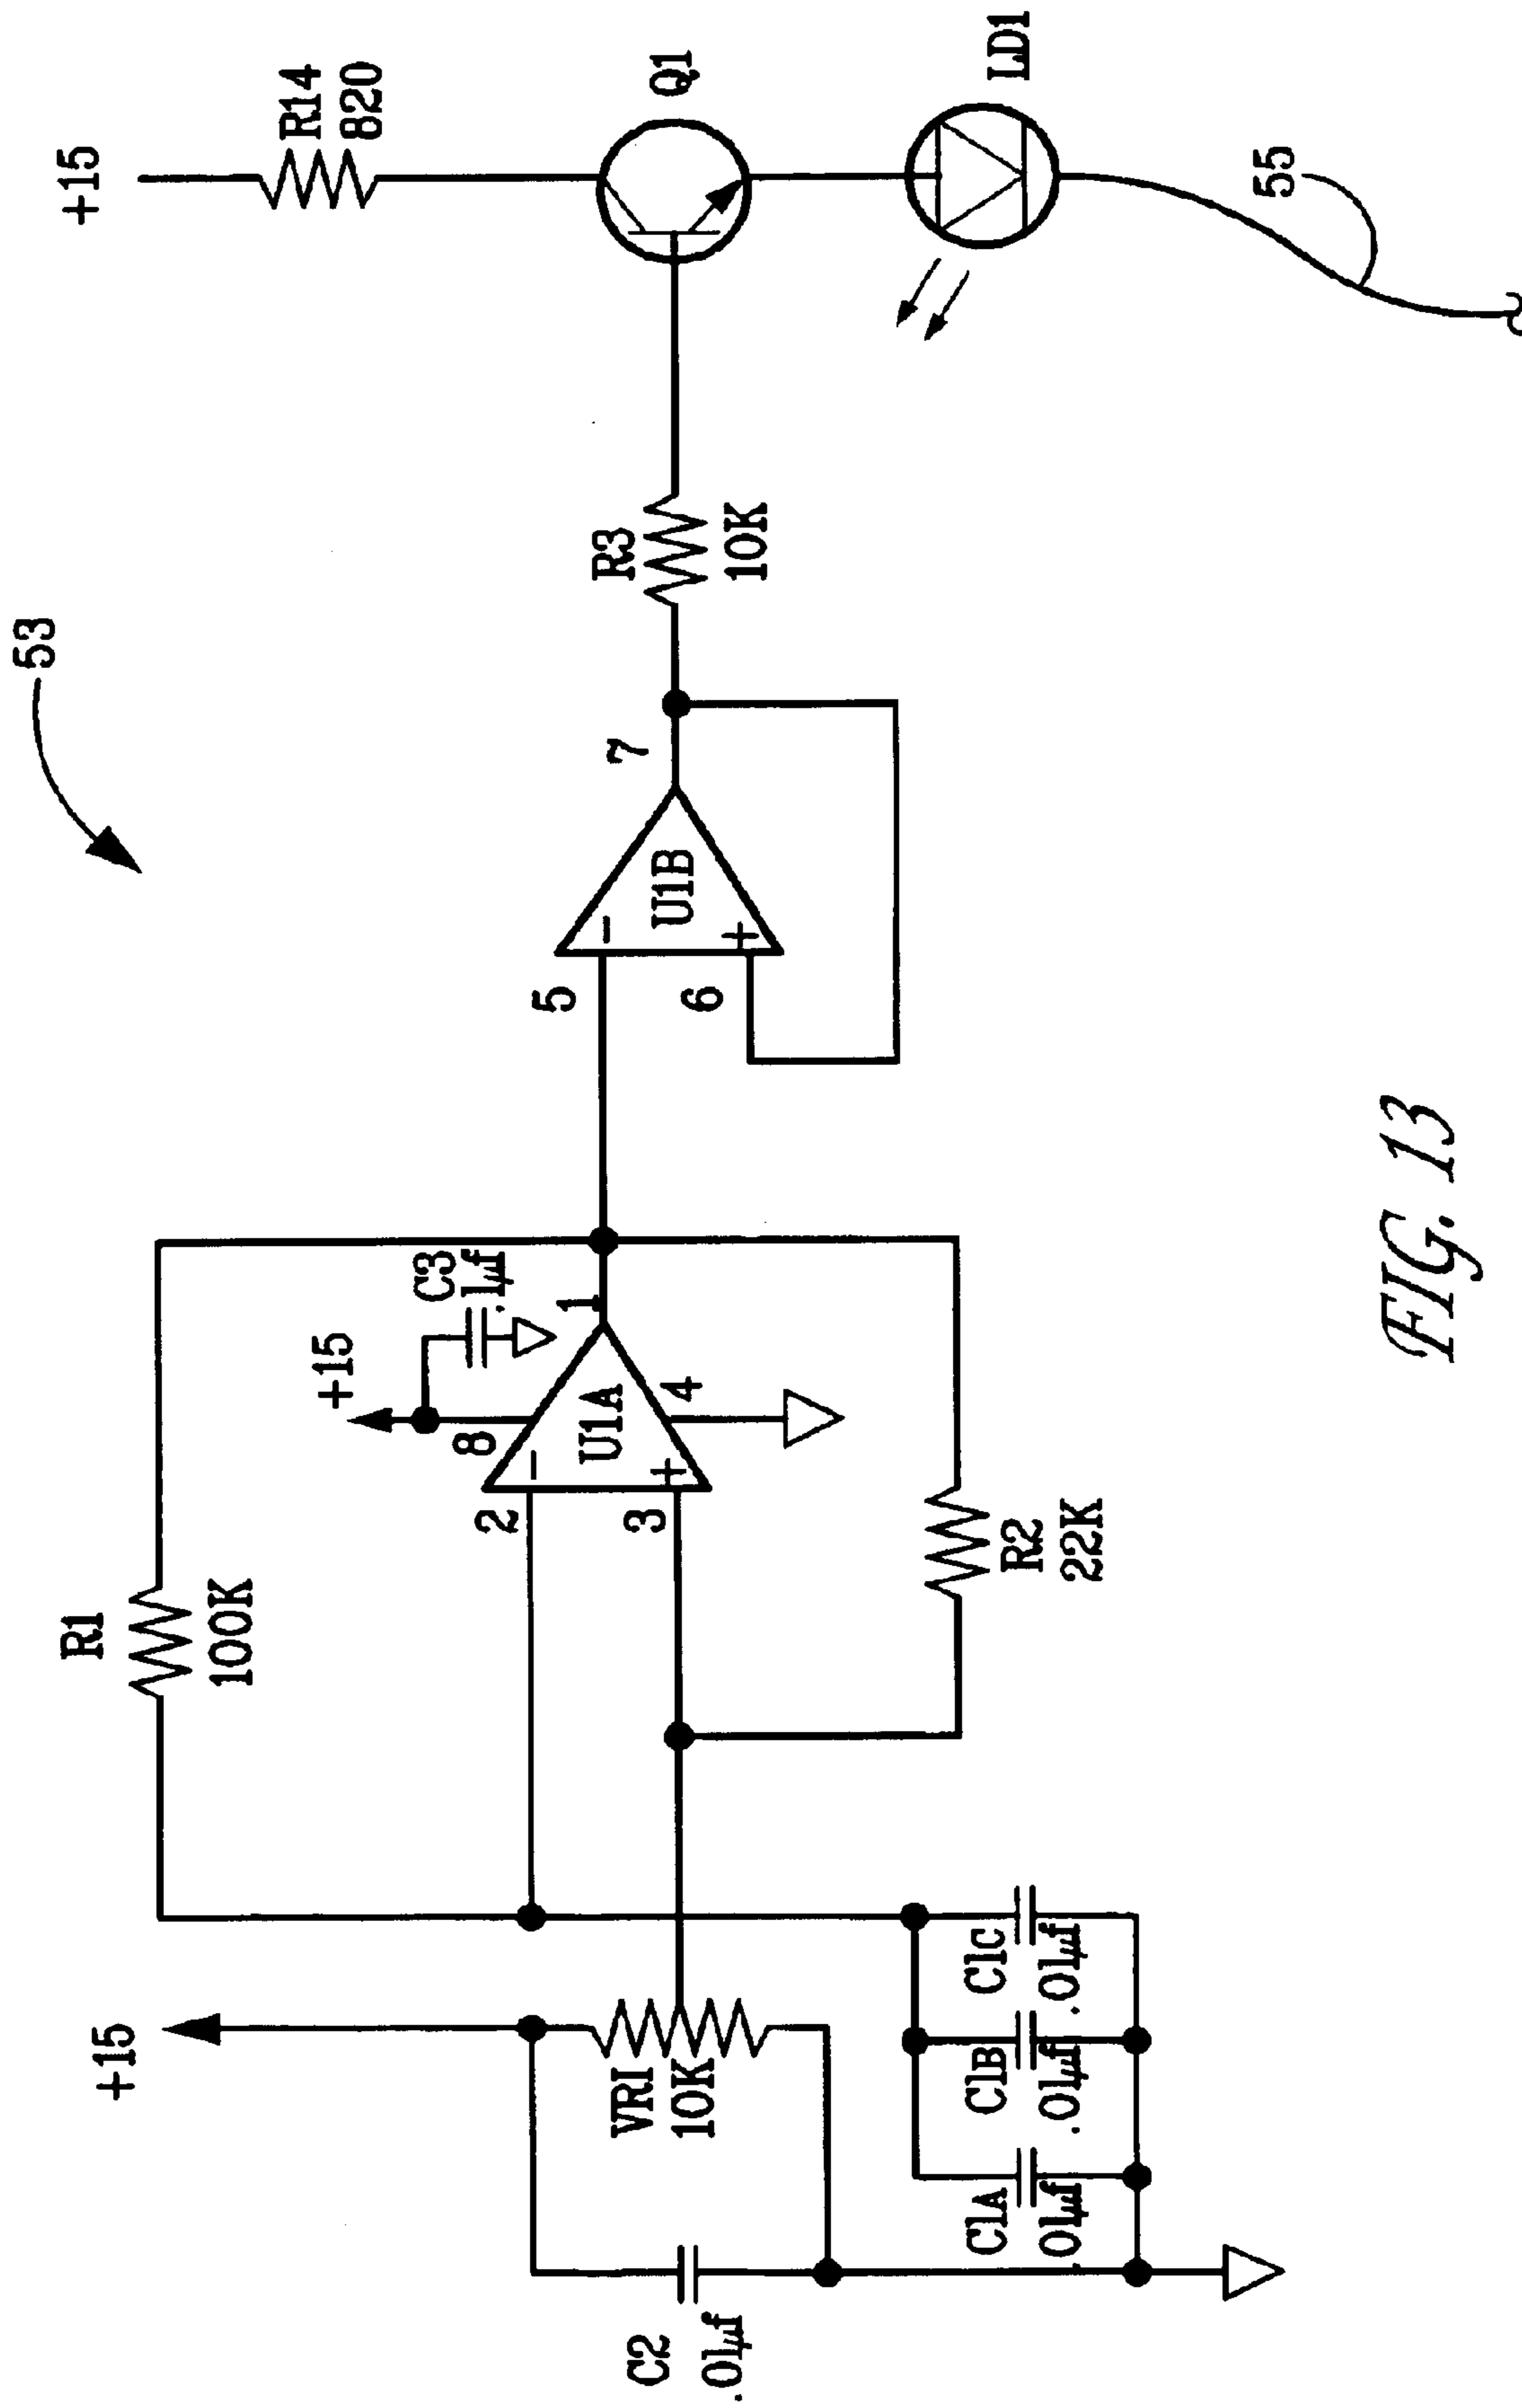 53
+15
R14
820
Q1
LD1
55
R3
10K
7
U1B
−
+
5
6
R1
100K
+15
C3
.1µf
8
1
U1A
−
+
4
2
3
R2
22K
+15
VRI
10K
C2
.01µf
C1A
.01µf
C1B
.01µf
C1C
.01µf
FIG. 13